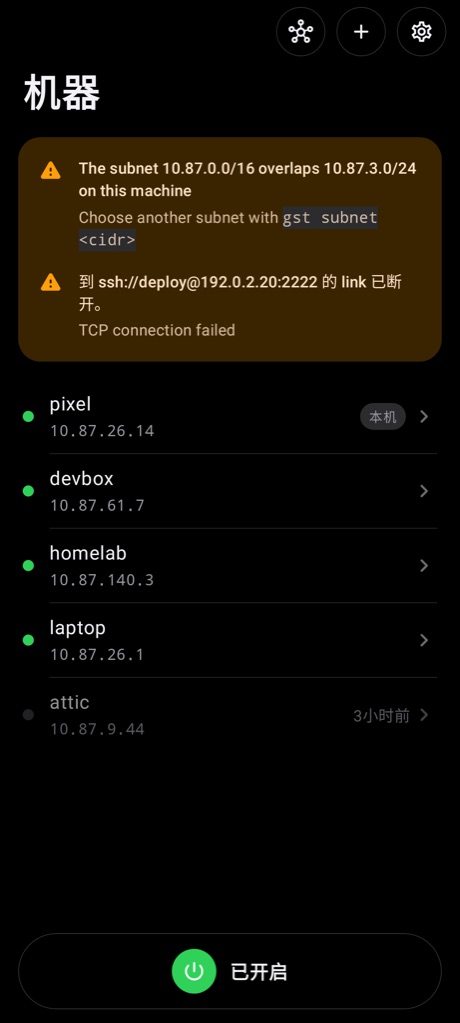 机器
The subnet 10.87.0.0/16 overlaps 10.87.3.0/24
on this machine
Choose another subnet with gst subnet
<cidr>
到 ssh://deploy@192.0.2.20:2222 的 link 已断
开。
TCP connection failed
pixel
10.87.26.14
本机
devbox
10.87.61.7
homelab
10.87.140.3
laptop
10.87.26.1
attic
10.87.9.44
3小时前
已开启